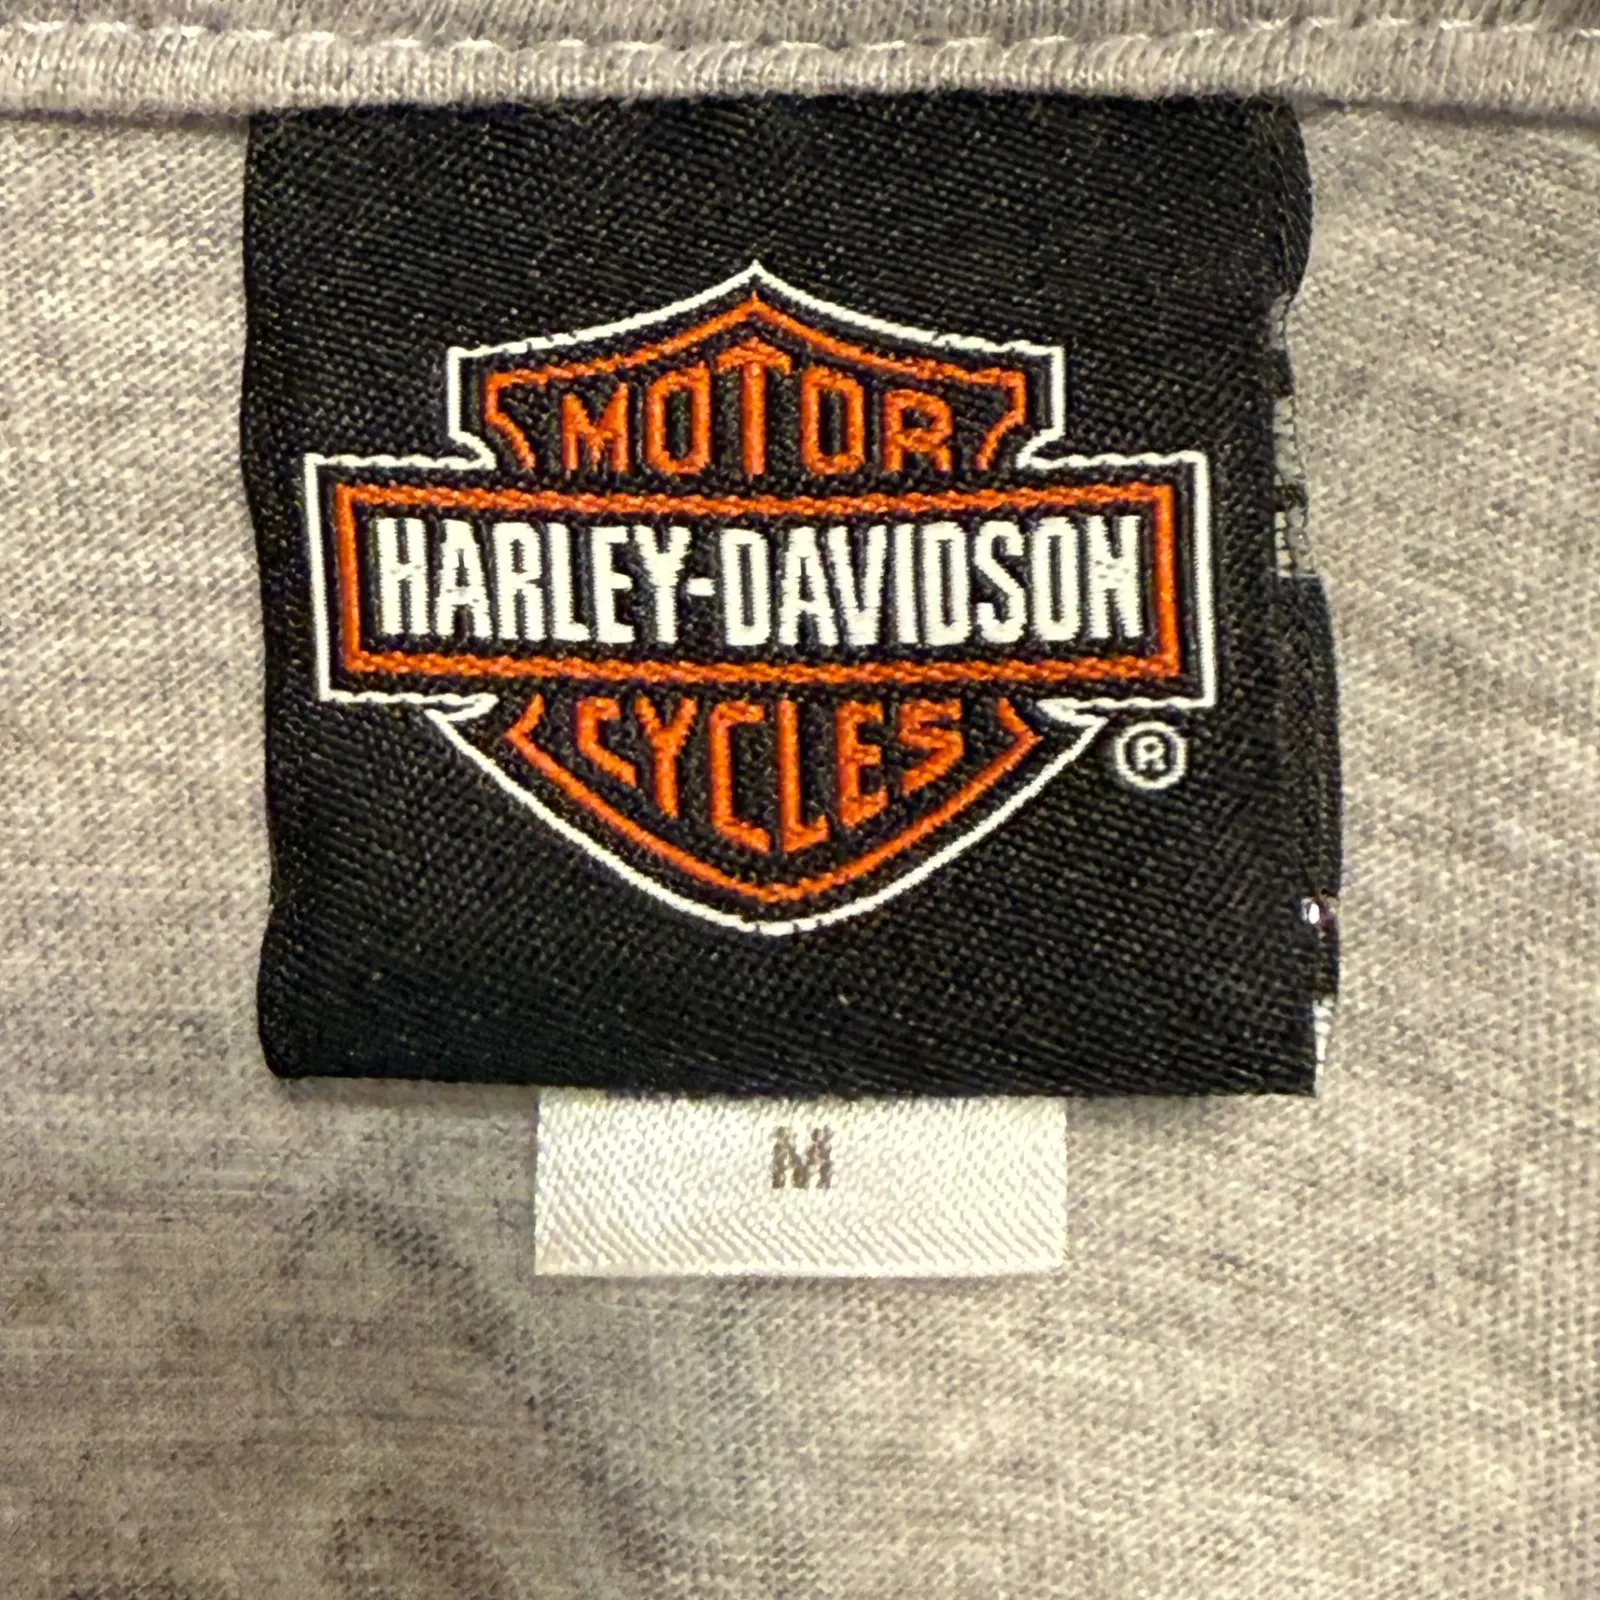 MOTOR
HARLEY-DAVIDSON
CYCLES
®
M